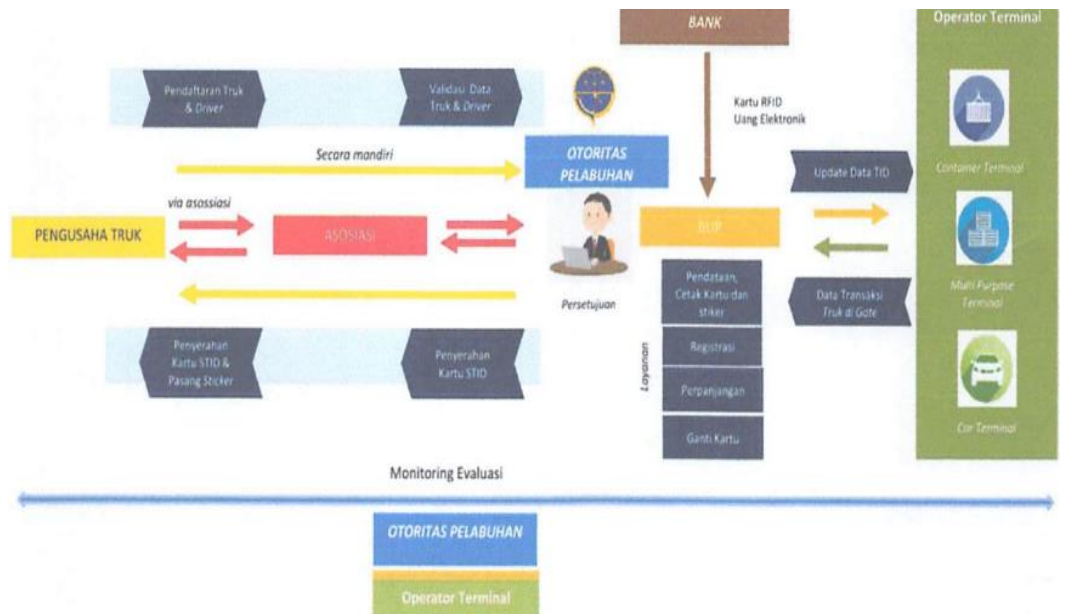 BANK
Operator Terminal
Pendaftaran Truk
& Driver
Validasi Data
Truk & Driver
Kartu RFID
Uang Elektronik
Secara mandiri
OTORITAS
PELABUHAN
Update Data TID
Container Terminal
via asossiasi
PENGUSAHA TRUK
ASOSIASI
BUP
Persetujuan
Pendataan,
Cetak Kartu dan
stiker
Data Transaksi
Truk di Gate
Multi Purpose
Terminal
Penyerahan
Kartu STID &
Pasang Sticker
Penyerahan
Kartu STID
Layanan
Registrasi
Perpanjangan
Ganti Kartu
Car Terminal
Monitoring Evaluasi
OTORITAS PELABUHAN
Operator Terminal